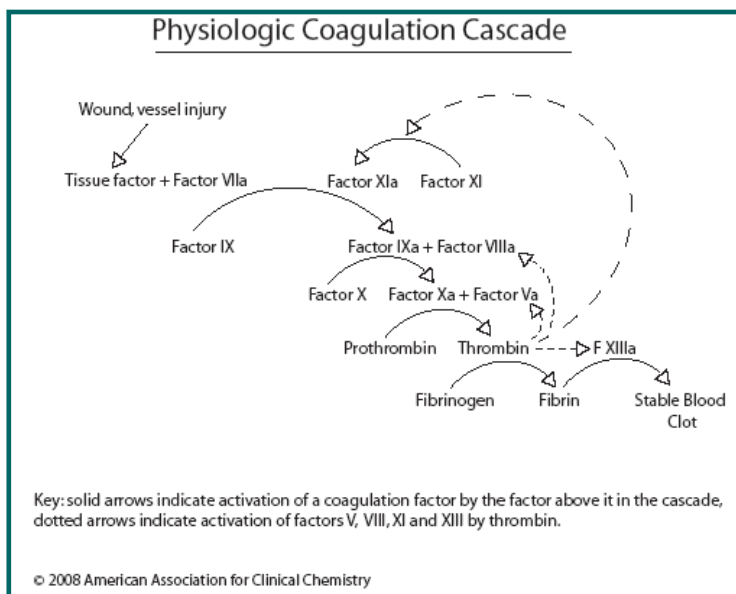 Physiologic Coagulation Cascade
Wound, vessel injury
Tissue factor + Factor VIIa
Factor XIa
Factor XI
Factor IX
Factor IXa + Factor VIIIa
Factor X
Factor Xa + Factor Va
Prothrombin
Thrombin
F XIIIa
Fibrinogen
Fibrin
Stable Blood
Clot
Key: solid arrows indicate activation of a coagulation factor by the factor above it in the cascade,
dotted arrows indicate activation of factors V, VIII, XI and XIII by thrombin.
© 2008 American Association for Clinical Chemistry